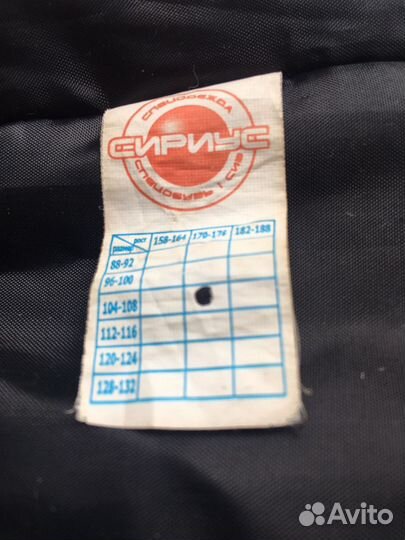 СПЕЦОДЕЖДА
СИРИУС
СПЕЦОБУВЬ | СИЗ
рост
размер
158-164 170-176 182-188
88-92
96-100
104-108
112-116
120-124
128-132
Avito